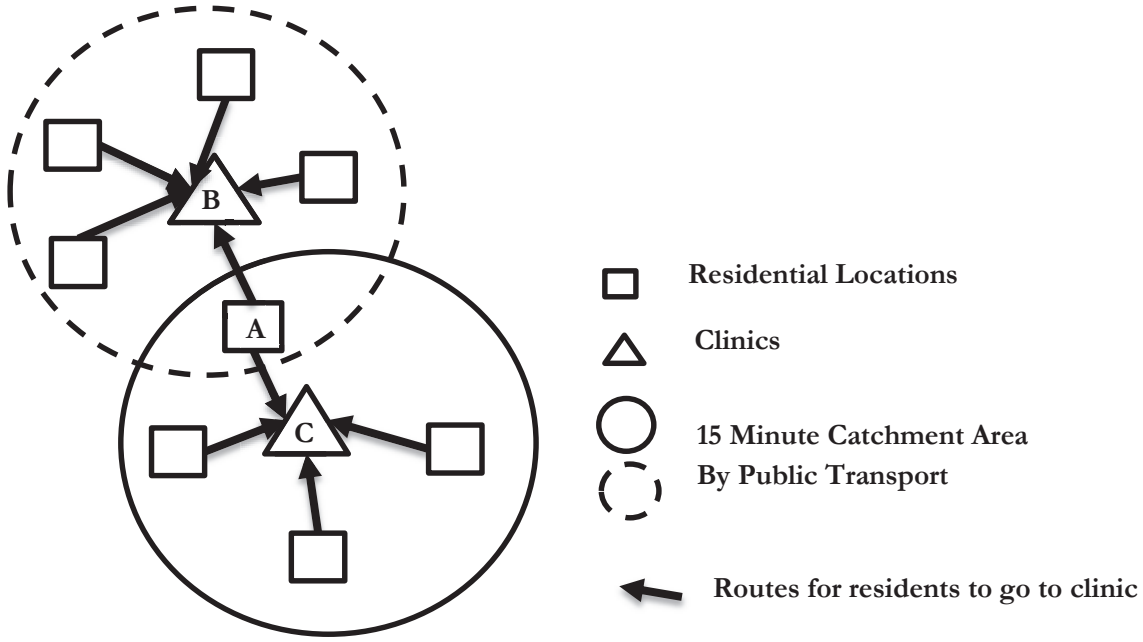 B
A
C
Residential Locations
Clinics
15 Minute Catchment Area
By Public Transport
Routes for residents to go to clinic